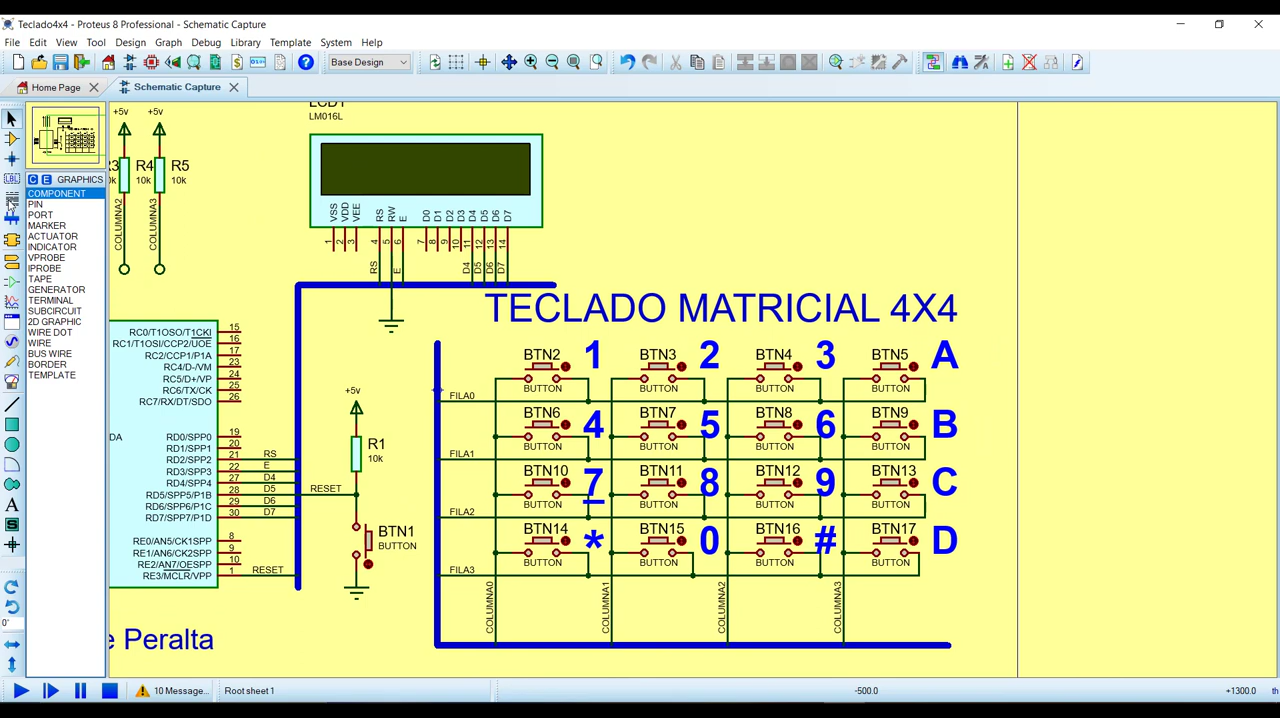 Teclado4x4 - Proteus 8 Professional - Schematic Capture
File Edit View Tool Design Graph Debug Library Template System Help
Base Design
Home Page Schematic Capture
LBL
C E GRAPHICS
COMPONENT
PIN
PORT
MARKER
ACTUATOR
INDICATOR
VPROBE
IPROBE
TAPE
GENERATOR
TERMINAL
SUBCIRCUIT
2D GRAPHIC
WIRE DOT
WIRE
BUS WIRE
BORDER
TEMPLATE
+5v +5v
R3 R4 R5
10k 10k
COLUMNA2 COLUMNA3
LCD1
LM016L
VSS VDD VEE RS RW E D0 D1 D2 D3 D4 D5 D6 D7
1 2 3 4 5 6 7 8 9 10 11 12 13 14
RS E D4 D5 D6 D7
TECLADO MATRICIAL 4X4
RC0/T1OSO/T1CKI 15
RC1/T1OSI/CCP2/UOE 16
RC2/CCP1/P1A 17
RC4/D-/VM 23
RC5/D+/VP 24
RC6/TX/CK 25
RC7/RX/DT/SDO 26
DA RD0/SPP0 19
RD1/SPP1 20
RD2/SPP2 21 RS
RD3/SPP3 22 E
RD4/SPP4 27 D4
RD5/SPP5/P1B 28 D5
RD6/SPP6/P1C 29 D6
RD7/SPP7/P1D 30 D7
RE0/AN5/CK1SPP 8
RE1/AN6/CK2SPP 9
RE2/AN7/OESPP 10
RE3/MCLR/VPP 1 RESET
+5v
R1
10k
RESET
BTN1
BUTTON
BTN2 1 BTN3 2 BTN4 3 BTN5 A
BUTTON BUTTON BUTTON BUTTON
FILA0
BTN6 4 BTN7 5 BTN8 6 BTN9 B
BUTTON BUTTON BUTTON BUTTON
FILA1
BTN10 7 BTN11 8 BTN12 9 BTN13 C
BUTTON BUTTON BUTTON BUTTON
FILA2
BTN14 * BTN15 0 BTN16 # BTN17 D
BUTTON BUTTON BUTTON BUTTON
FILA3
COLUMNA0 COLUMNA1 COLUMNA2 COLUMNA3
e Peralta
0°
10 Message... Root sheet 1 -500.0 +1300.0 th